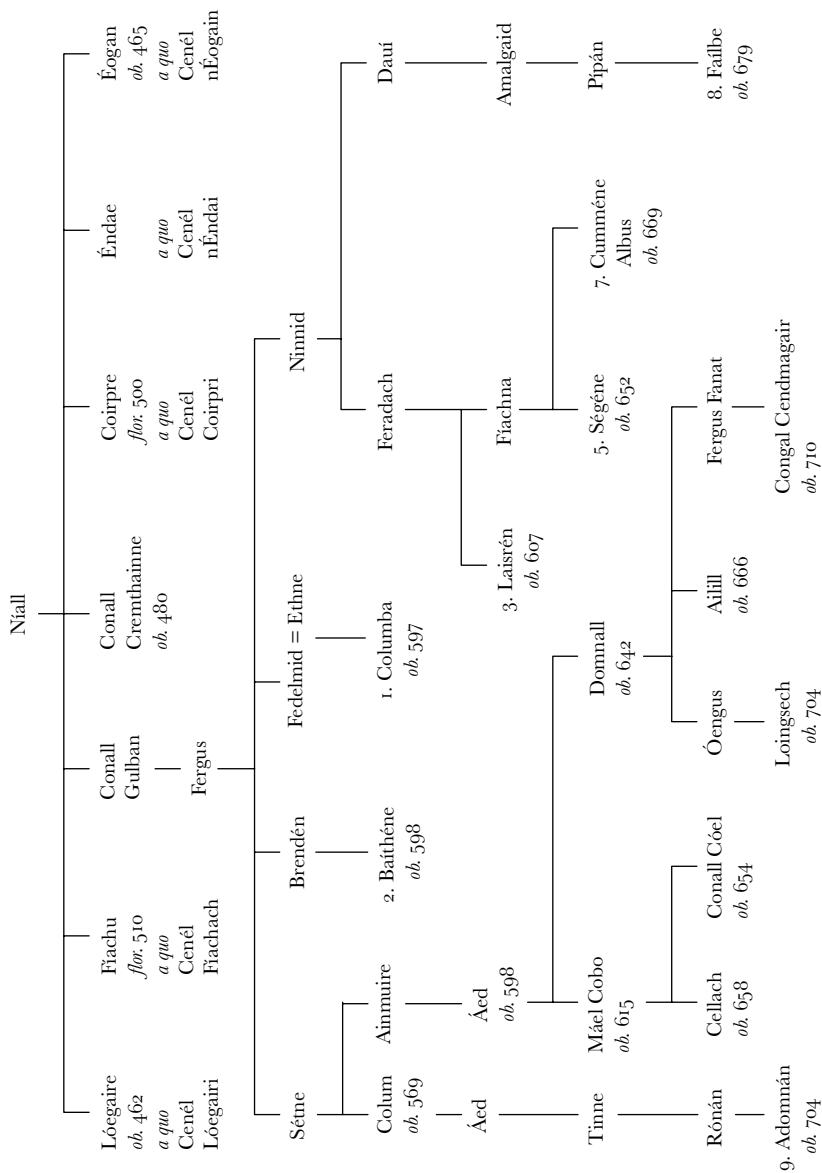 Níall
Lóegaire
ob. 462
a quo
Cenél
Lóegairi
Fíachu
flor. 510
a quo
Cenél
Fíachach
Conall
Gulban
Conall
Cremthainne
ob. 480
Coirpre
flor. 500
a quo
Cenél
Coirpri
Éndae
a quo
Cenél
nÉndai
Éogan
ob. 465
a quo
Cenél
nÉogain
Fergus
Sétne
Brendén
Fedelmid = Ethne
Ninnid
Colum
ob. 569
Ainmuire
2. Baíthéne
ob. 598
1. Columba
ob. 597
Feradach
Dauí
Áed
Áed
ob. 598
3. Laisrén
ob. 607
Fíachna
Amalgaid
Tinne
Máel Cobo
ob. 615
Domnall
ob. 642
5. Ségéne
ob. 652
7. Cumméne
Albus
ob. 669
Pípán
Rónán
Cellach
ob. 658
Conall Cóel
ob. 654
Óengus
Ailill
ob. 666
Fergus Fanat
8. Faílbe
ob. 679
9. Adomnán
ob. 704
Loingsech
ob. 704
Congal Cendmagair
ob. 710